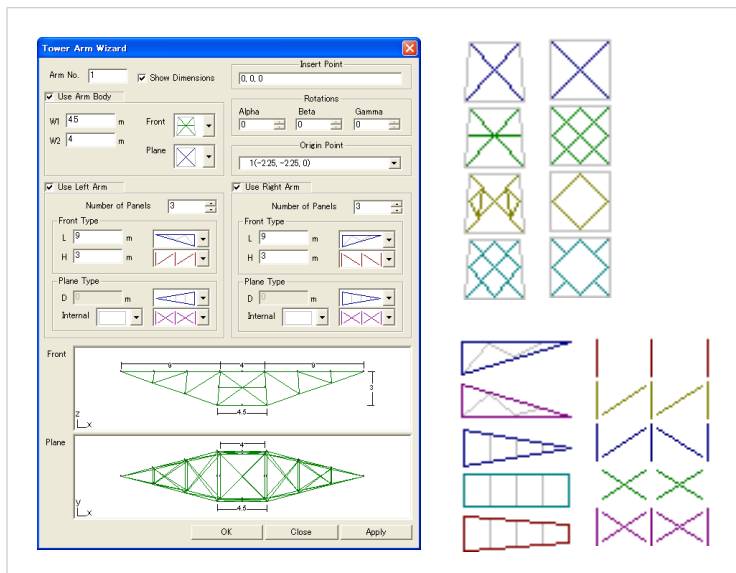 Tower Arm Wizard
Arm No. 1 Show Dimensions
Insert Point
0, 0, 0
Use Arm Body
W1 4.5 m Front
W2 4 m Plane
Rotations
Alpha Beta Gamma
0 0 0
Origin Point
1(-2.25, -2.25, 0)
Use Left Arm
Number of Panels 3
Front Type
L 9 m
H 3 m
Plane Type
D 0 m
Internal
Use Right Arm
Number of Panels 3
Front Type
L 9 m
H 3 m
Plane Type
D 0 m
Internal
Front
9 4 9
3
4.5
z
x
Plane
4
4.5
y
x
OK Close Apply